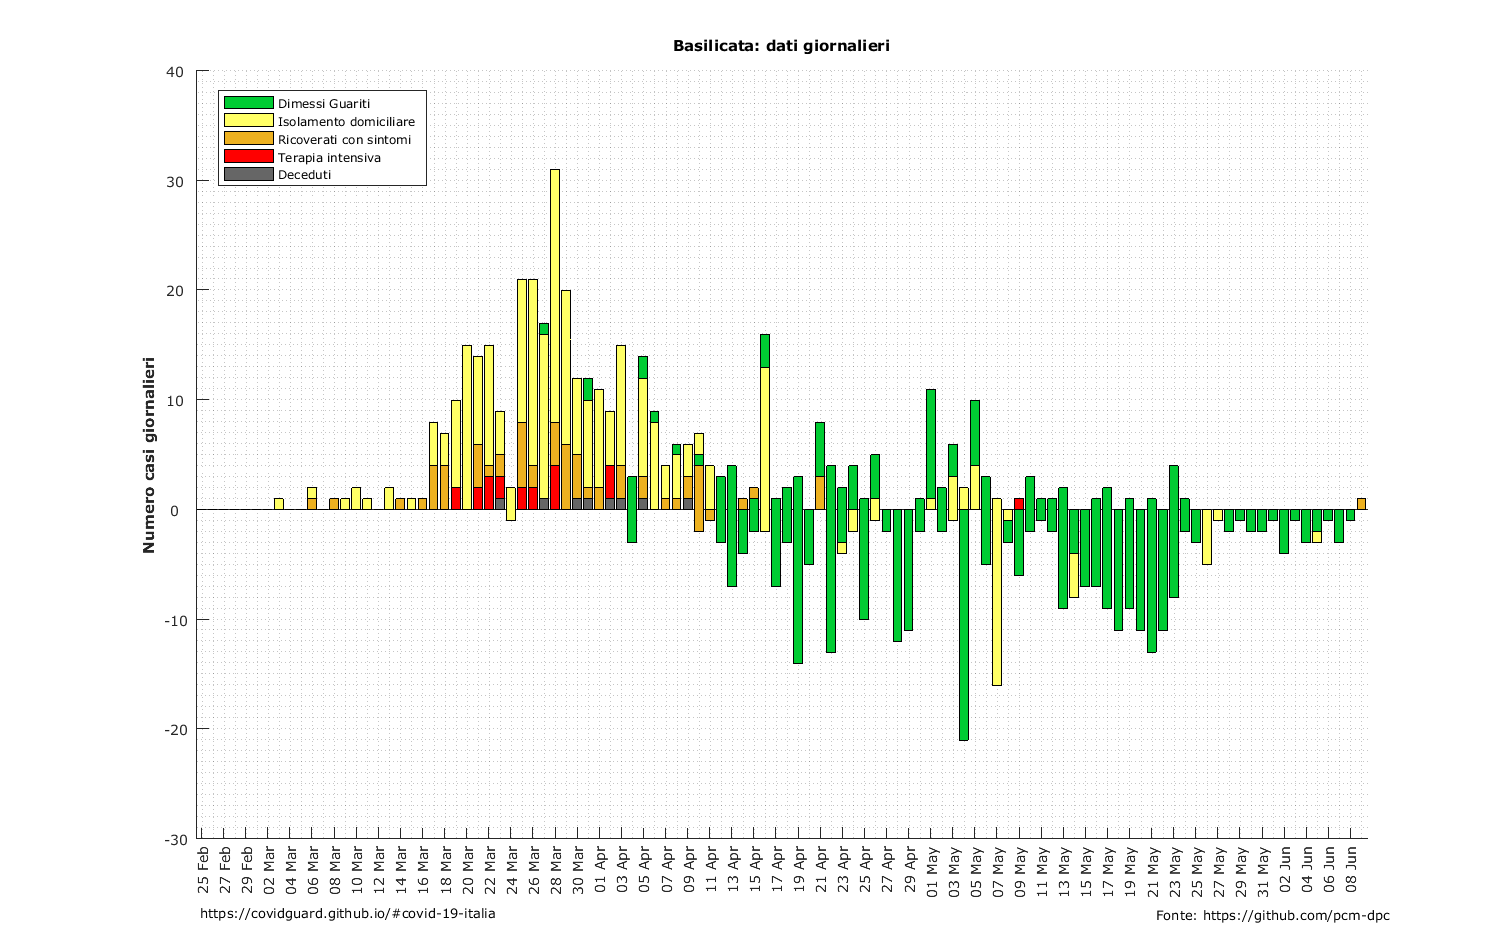 Basilicata: dati giornalieri
40
30
20
10
0
-10
-20
-30
Numero casi giornalieri
Dimessi Guariti
Isolamento domiciliare
Ricoverati con sintomi
Terapia intensiva
Deceduti
25 Feb
27 Feb
29 Feb
02 Mar
04 Mar
06 Mar
08 Mar
10 Mar
12 Mar
14 Mar
16 Mar
18 Mar
20 Mar
22 Mar
24 Mar
26 Mar
28 Mar
30 Mar
01 Apr
03 Apr
05 Apr
07 Apr
09 Apr
11 Apr
13 Apr
15 Apr
17 Apr
19 Apr
21 Apr
23 Apr
25 Apr
27 Apr
29 Apr
01 May
03 May
05 May
07 May
09 May
11 May
13 May
15 May
17 May
19 May
21 May
23 May
25 May
27 May
29 May
31 May
02 Jun
04 Jun
06 Jun
08 Jun
https://covidguard.github.io/#covid-19-italia
Fonte: https://github.com/pcm-dpc